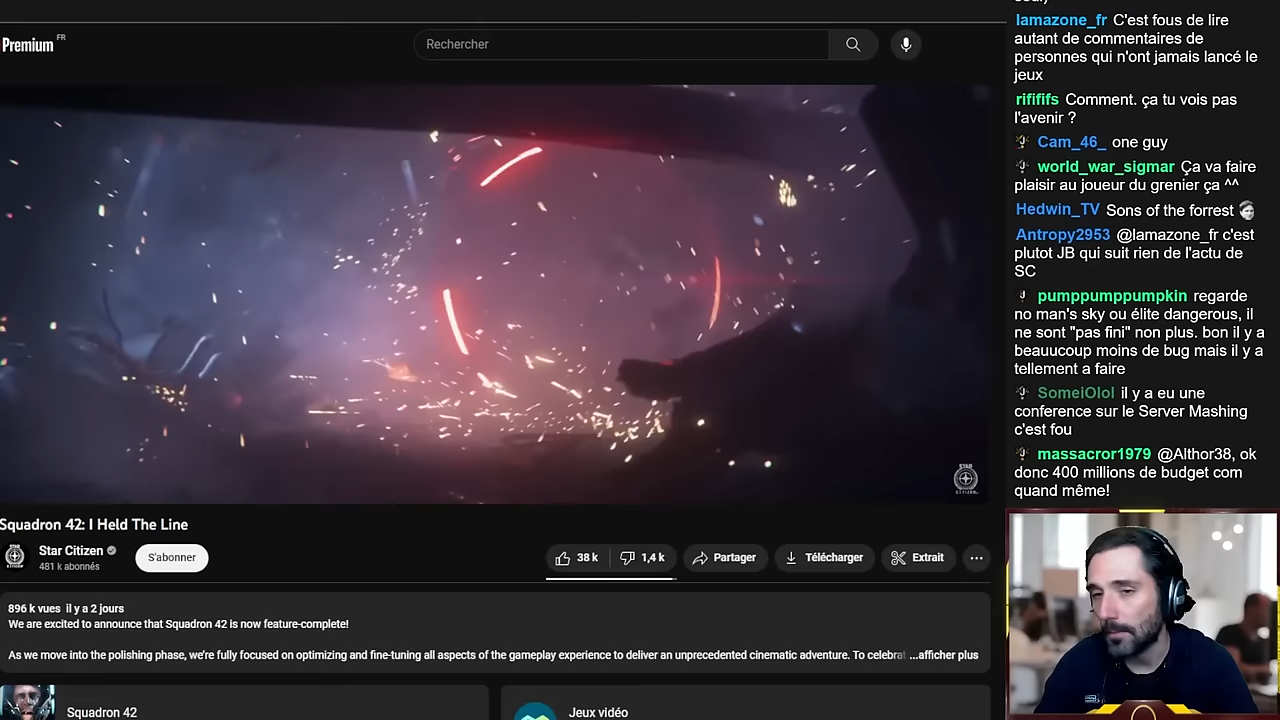 Premium FR
Rechercher
lamazone_fr C'est fous de lire
autant de commentaires de
personnes qui n'ont jamais lancé le
jeux
rifififs Comment. ça tu vois pas
l'avenir ?
Cam_46_ one guy
world_war_sigmar Ça va faire
plaisir au joueur du grenier ça ^^
Hedwin_TV Sons of the forrest
Antropy2953 @lamazone_fr c'est
plutot JB qui suit rien de l'actu de
SC
pumppumppumpkin regarde
no man's sky ou élite dangerous, il
ne sont "pas fini" non plus. bon il y a
beauucoup moins de bug mais il y a
tellement a faire
SomeiOlol il y a eu une
conference sur le Server Mashing
c'est fou
massacror1979 @Althor38, ok
donc 400 millions de budget com
quand même!
STAR
CITIZEN
Squadron 42: I Held The Line
Star Citizen
481 k abonnés
S'abonner
38 k
1,4 k
Partager
Télécharger
Extrait
896 k vues il y a 2 jours
We are excited to announce that Squadron 42 is now feature-complete!
As we move into the polishing phase, we're fully focused on optimizing and fine-tuning all aspects of the gameplay experience to deliver an unprecedented cinematic adventure. To celebrat ...afficher plus
Squadron 42
Jeux vidéo